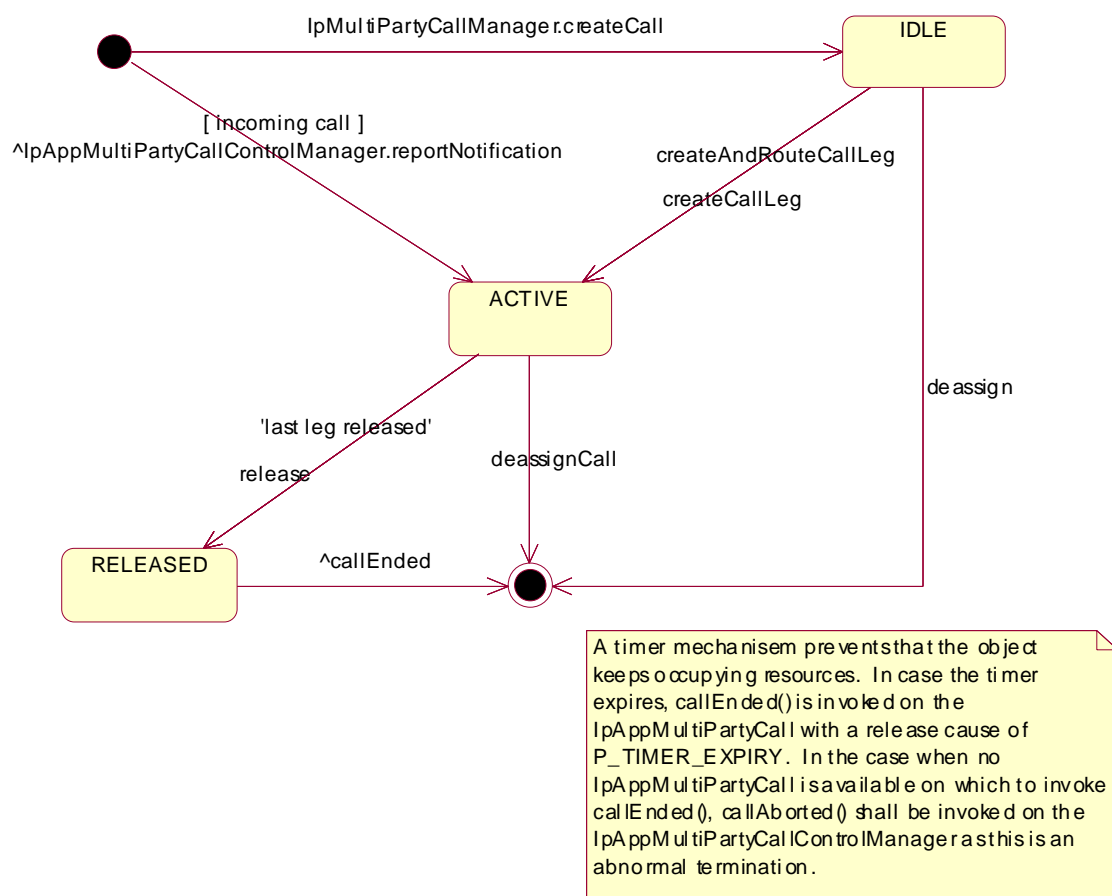 IpMultiPartyCallManager.createCall
IDLE
[ incoming call ]
^IpAppMultiPartyCallControlManager.reportNotification
createAndRouteCallLeg
createCallLeg
ACTIVE
deassign
'last leg released'
deassignCall
release
RELEASED
^callEnded
A timer mechanisem prevents that the object
keeps occupying resources. In case the timer
expires, callEnded() is invoked on the
IpAppMultiPartyCall with a release cause of
P_TIMER_EXPIRY. In the case when no
IpAppMultiPartyCall is available on which to invoke
callEnded(), callAborted() shall be invoked on the
IpAppMultiPartyCallControlManager as this is an
abnormal termination.